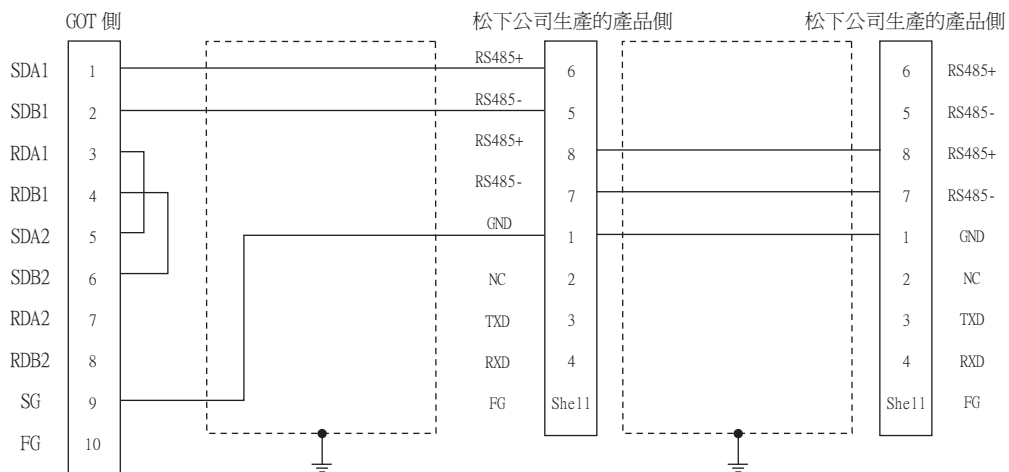 GOT 側 松下公司生產的產品側 松下公司生產的產品側
SDA1 1 RS485+ 6 6 RS485+
SDB1 2 RS485- 5 5 RS485-
RDA1 3 RS485+ 8 8 RS485+
RDB1 4 RS485- 7 7 RS485-
SDA2 5 GND 1 1 GND
SDB2 6 NC 2 2 NC
RDA2 7 TXD 3 3 TXD
RDB2 8 RXD 4 4 RXD
SG 9 FG Shell Shell FG
FG 10